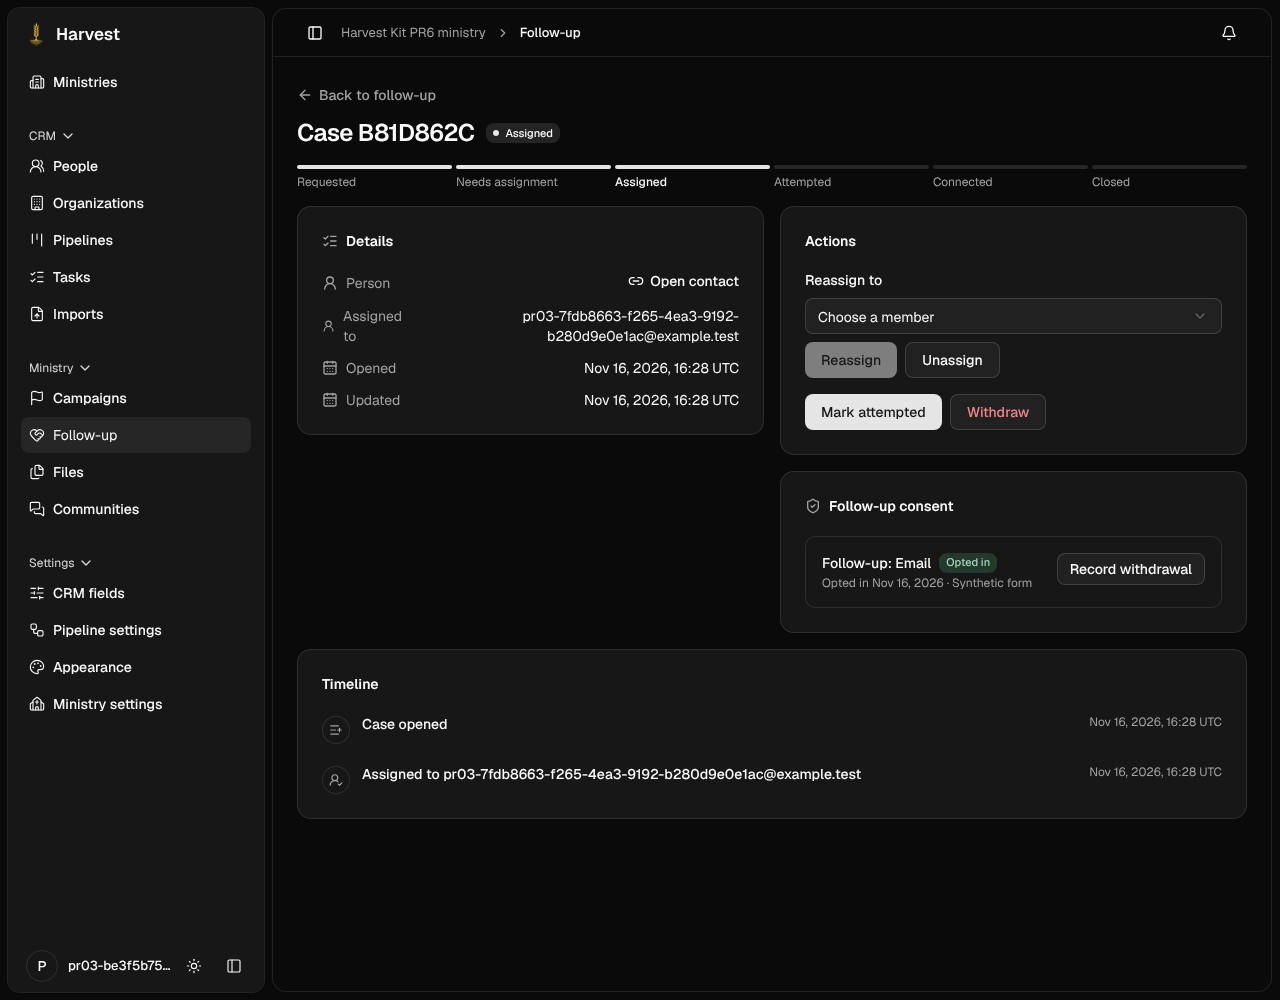 Harvest
Ministries
CRM
People
Organizations
Pipelines
Tasks
Imports
Ministry
Campaigns
Follow-up
Files
Communities
Settings
CRM fields
Pipeline settings
Appearance
Ministry settings
P
pr03-be3f5b75...
Harvest Kit PR6 ministry
Follow-up
Back to follow-up
Case B81D862C
Assigned
Requested
Needs assignment
Assigned
Attempted
Connected
Closed
Details
Person
Open contact
Assigned
to
pr03-7fdb8663-f265-4ea3-9192-
b280d9e0e1ac@example.test
Opened
Nov 16, 2026, 16:28 UTC
Updated
Nov 16, 2026, 16:28 UTC
Actions
Reassign to
Choose a member
Reassign
Unassign
Mark attempted
Withdraw
Follow-up consent
Follow-up: Email
Opted in
Opted in Nov 16, 2026 · Synthetic form
Record withdrawal
Timeline
Case opened
Nov 16, 2026, 16:28 UTC
Assigned to pr03-7fdb8663-f265-4ea3-9192-b280d9e0e1ac@example.test
Nov 16, 2026, 16:28 UTC